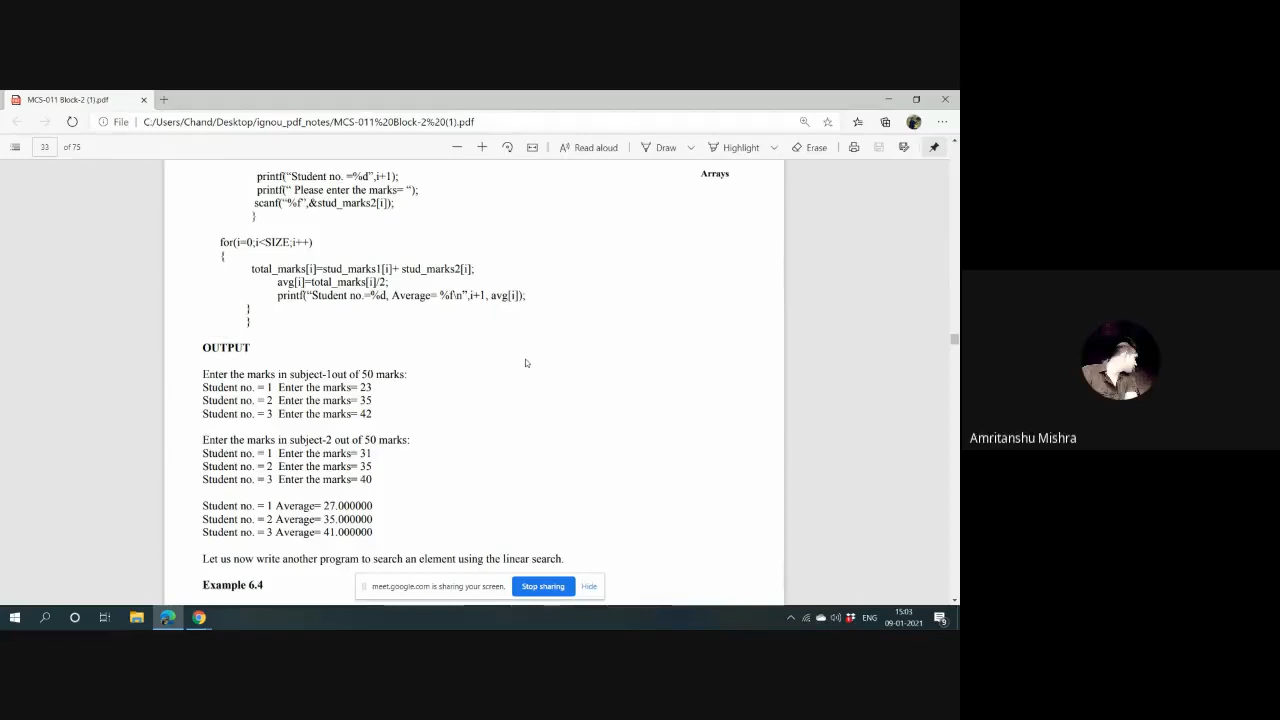 MCS-011 Block-2 (1).pdf
File | C:/Users/Chand/Desktop/ignou_pdf_notes/MCS-011%20Block-2%20(1).pdf
33 of 75
Read aloud Draw Highlight Erase
printf(“Student no. =%d”,i+1);
Arrays
printf(“ Please enter the marks= “);
scanf(“%f”,&stud_marks2[i]);
}
for(i=0;i<SIZE;i++)
{
total_marks[i]=stud_marks1[i]+ stud_marks2[i];
avg[i]=total_marks[i]/2;
printf(“Student no.=%d, Average= %f\n”,i+1, avg[i]);
}
}
OUTPUT
Enter the marks in subject-1out of 50 marks:
Student no. = 1 Enter the marks= 23
Student no. = 2 Enter the marks= 35
Student no. = 3 Enter the marks= 42
Enter the marks in subject-2 out of 50 marks:
Student no. = 1 Enter the marks= 31
Student no. = 2 Enter the marks= 35
Student no. = 3 Enter the marks= 40
Student no. = 1 Average= 27.000000
Student no. = 2 Average= 35.000000
Student no. = 3 Average= 41.000000
Let us now write another program to search an element using the linear search.
Example 6.4
meet.google.com is sharing your screen. Stop sharing Hide
ENG
15:03
09-01-2021
9
Amritanshu Mishra